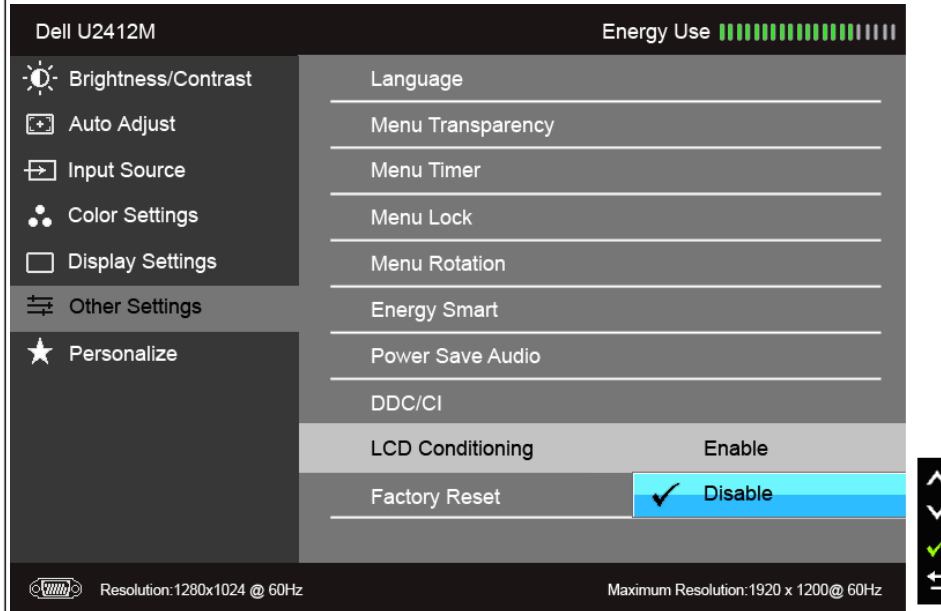 Dell U2412M
Energy Use
Brightness/Contrast
Auto Adjust
Input Source
Color Settings
Display Settings
Other Settings
Personalize
Language
Menu Transparency
Menu Timer
Menu Lock
Menu Rotation
Energy Smart
Power Save Audio
DDC/CI
LCD Conditioning
Enable
Disable
Factory Reset
Resolution:1280x1024 @ 60Hz
Maximum Resolution:1920 x 1200@ 60Hz